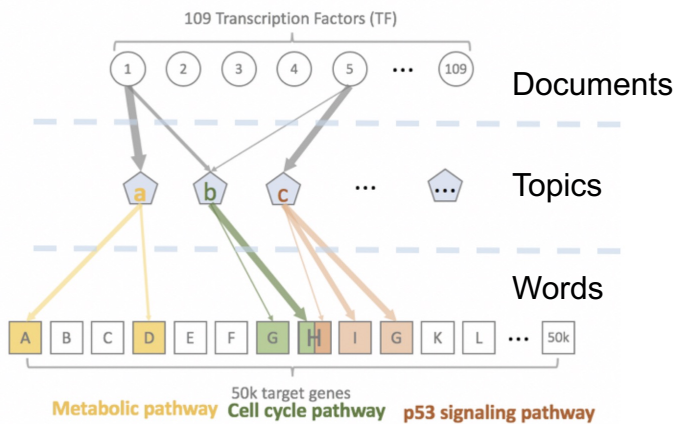 109 Transcription Factors (TF)
1 2 3 4 5 ... 109
Documents
a b c ... ...
Topics
Words
A B C D E F G H I G K L ... 50k
50k target genes
Metabolic pathway Cell cycle pathway p53 signaling pathway